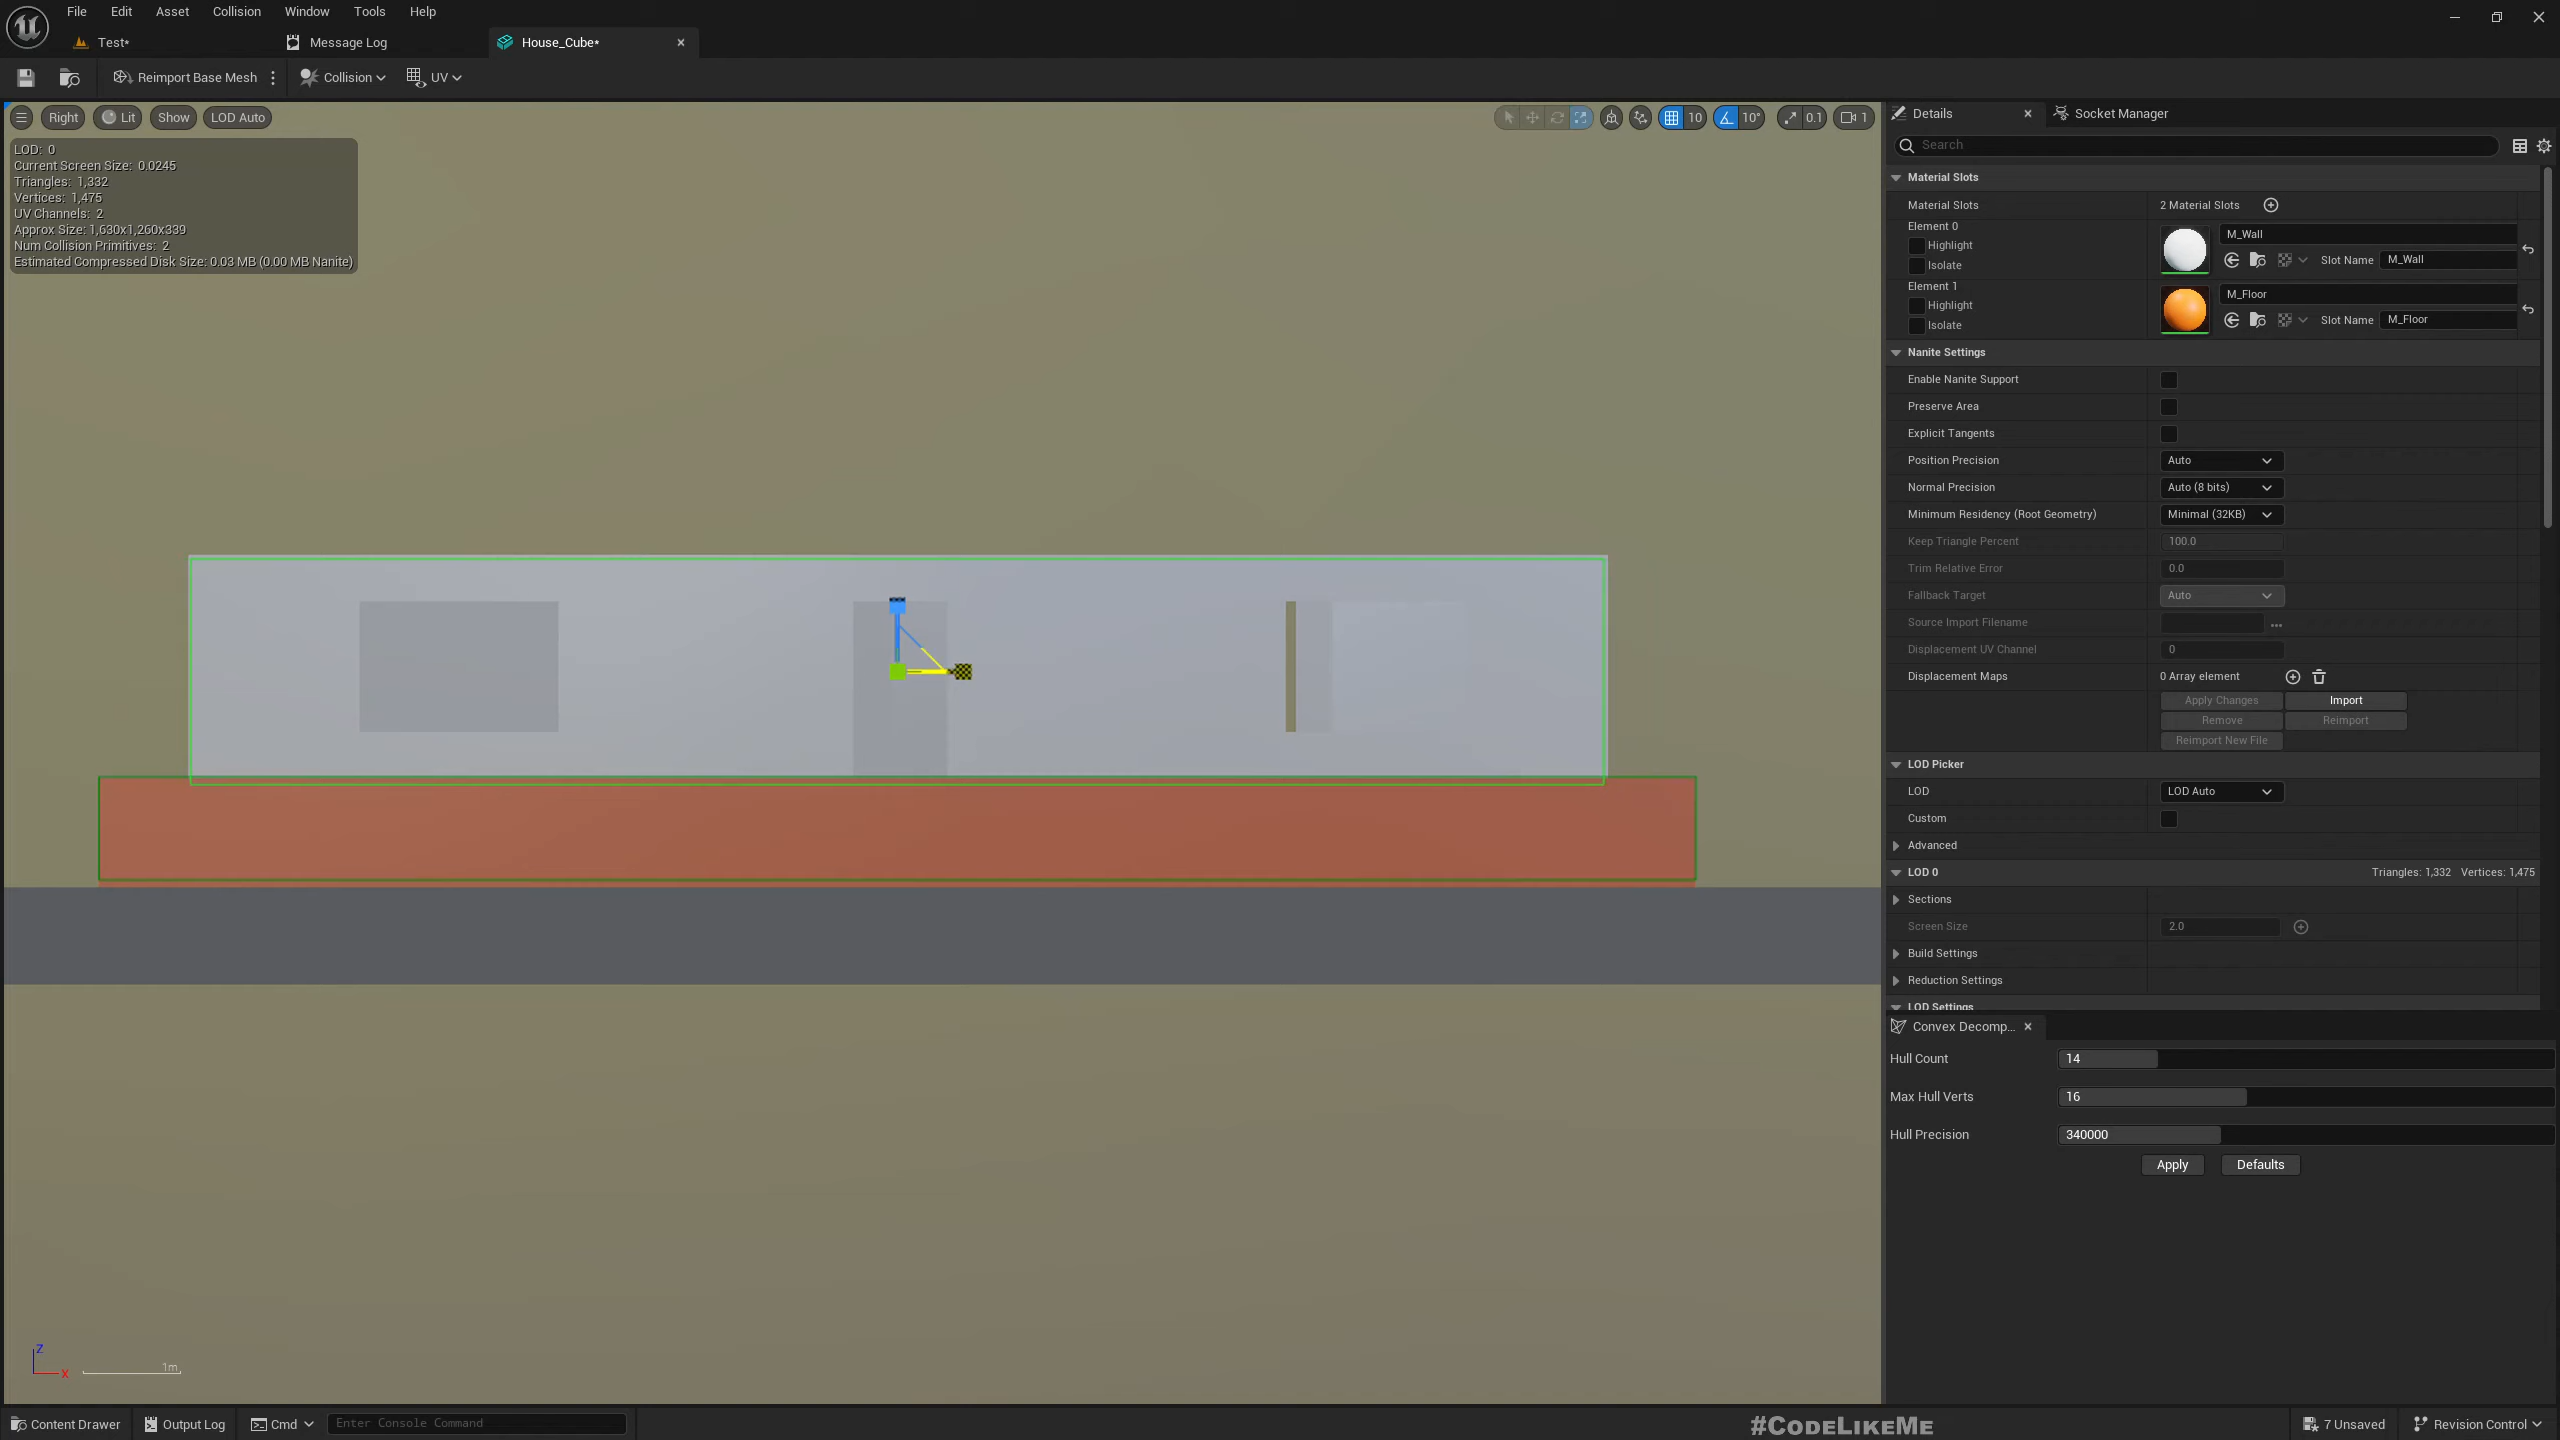 File Edit Asset Collision Window Tools Help
Test* Message Log House_Cube*
Reimport Base Mesh Collision UV
Right Lit Show LOD Auto 10 10° 0.1 1
LOD: 0
Current Screen Size: 0.0245
Triangles: 1,332
Vertices: 1,475
UV Channels: 2
Approx Size: 1,630x1,260x339
Num Collision Primitives: 2
Estimated Compressed Disk Size: 0.03 MB (0.00 MB Nanite)
Z
X
1m
Details Socket Manager
Search
Material Slots
Material Slots 2 Material Slots
Element 0
M_Wall
Highlight
Isolate
Slot Name M_Wall
Element 1
M_Floor
Highlight
Isolate
Slot Name M_Floor
Nanite Settings
Enable Nanite Support
Preserve Area
Explicit Tangents
Position Precision Auto
Normal Precision Auto (8 bits)
Minimum Residency (Root Geometry) Minimal (32KB)
Keep Triangle Percent 100.0
Trim Relative Error 0.0
Fallback Target Auto
Source Import Filename ...
Displacement UV Channel 0
Displacement Maps 0 Array element
Apply Changes Import
Remove Reimport
Reimport New File
LOD Picker
LOD LOD Auto
Custom
Advanced
LOD 0 Triangles: 1,332 Vertices: 1,475
Sections
Screen Size 2.0
Build Settings
Reduction Settings
LOD Settings
Convex Decomp...
Hull Count 14
Max Hull Verts 16
Hull Precision 340000
Apply Defaults
Content Drawer Output Log Cmd Enter Console Command #CodeLikeMe 7 Unsaved Revision Control